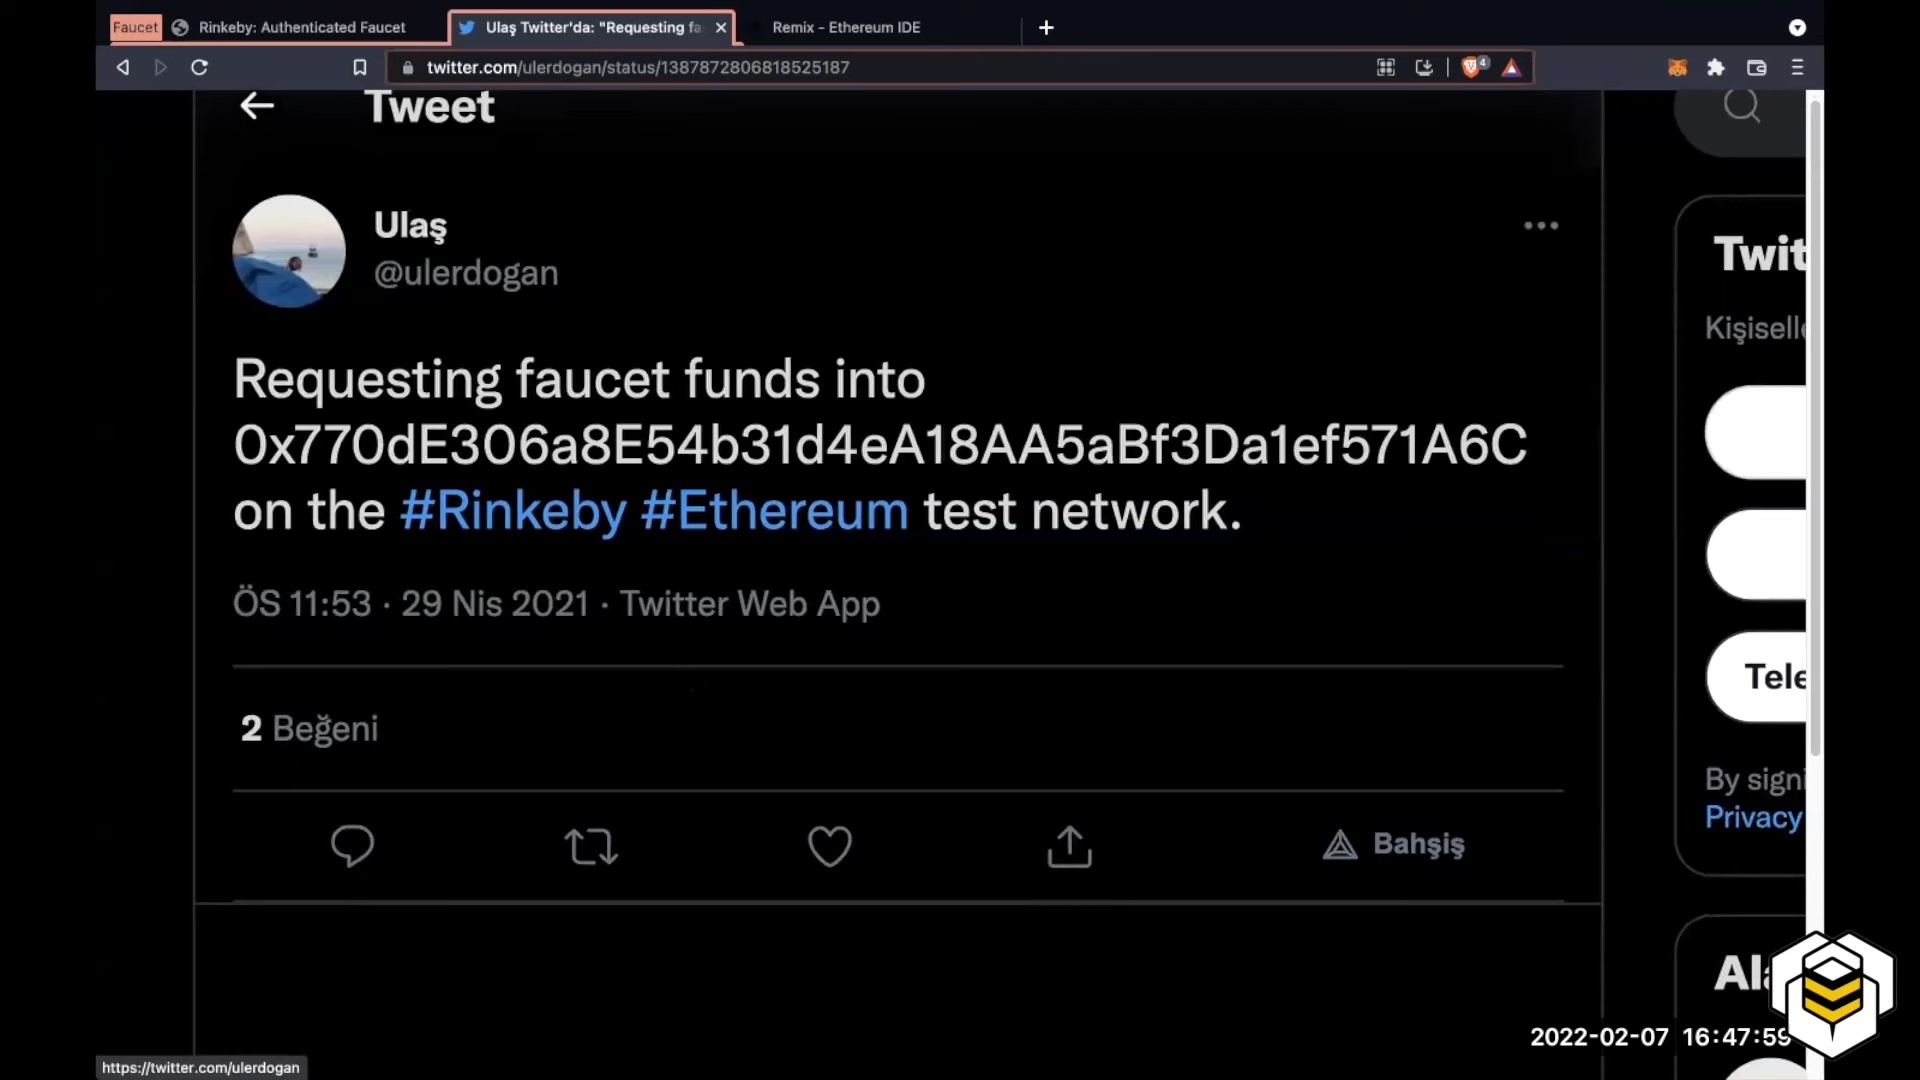 Faucet
Rinkeby: Authenticated Faucet
Ulaş Twitter'da: "Requesting fa
Remix - Ethereum IDE
twitter.com/ulerdogan/status/1387872806818525187
4
Tweet
Ulaş
@ulerdogan
Requesting faucet funds into
0x770dE306a8E54b31d4eA18AA5aBf3Da1ef571A6C
on the #Rinkeby #Ethereum test network.
ÖS 11:53 · 29 Nis 2021 · Twitter Web App
2 Beğeni
Bahşiş
Twit
Kişisell
Tele
By signi
Privacy
2022-02-07 16:47:59
https://twitter.com/ulerdogan